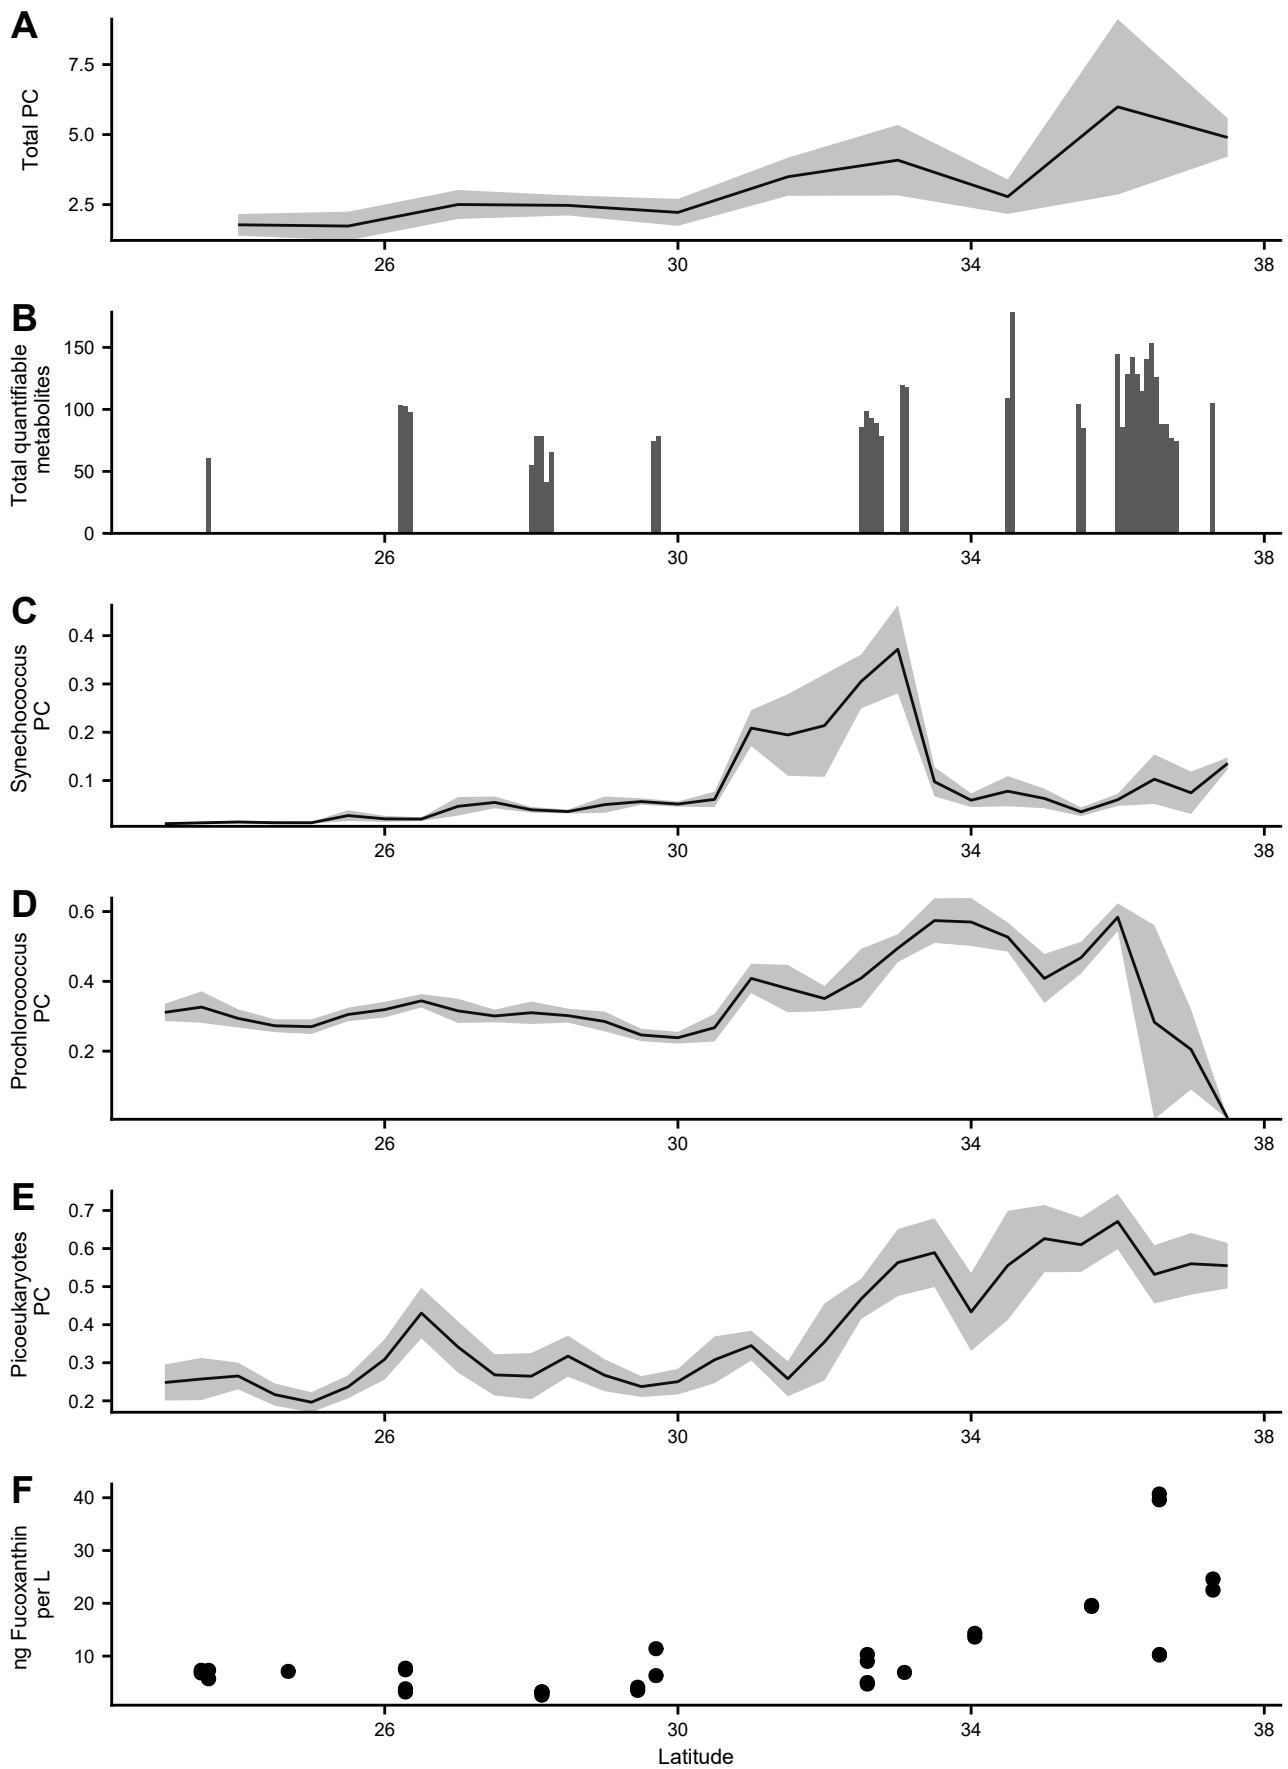 A
Total PC
7.5
5.0
2.5
26
30
34
38
B
Total quantifiable
metabolites
150
100
50
0
26
30
34
38
C
Synechococcus
PC
0.4
0.3
0.2
0.1
26
30
34
38
D
Prochlorococcus
PC
0.6
0.4
0.2
26
30
34
38
E
Picoeukaryotes
PC
0.7
0.6
0.5
0.4
0.3
0.2
26
30
34
38
F
ng Fucoxanthin
per L
40
30
20
10
26
30
34
38
Latitude